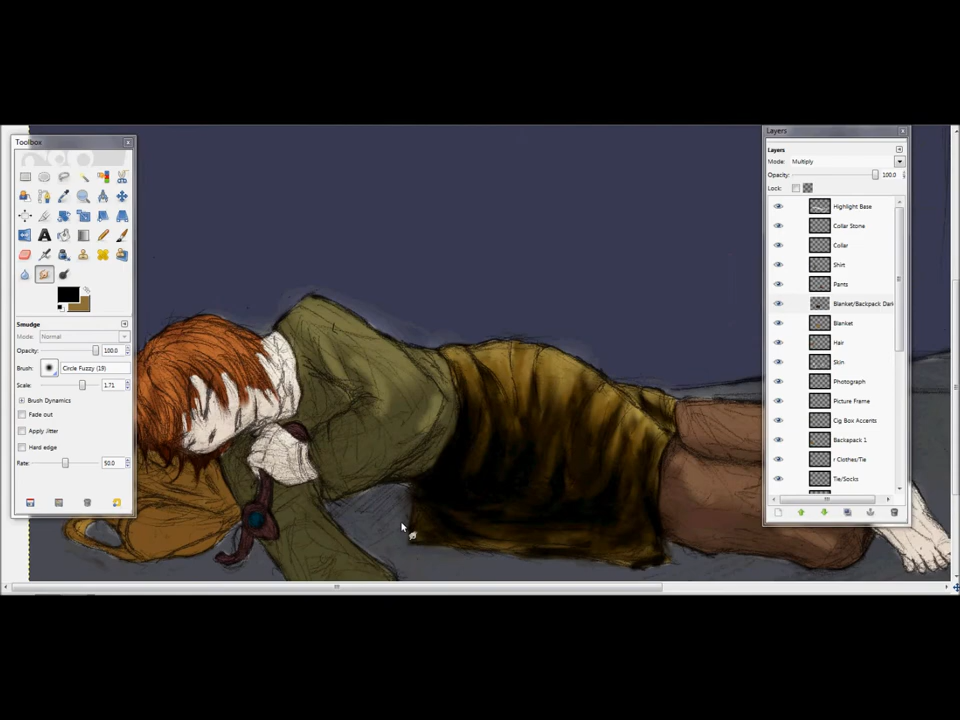 Toolbox
Smudge
Mode: Normal
Opacity: 100.0
Brush: Circle Fuzzy (19)
Scale: 1.71
Brush Dynamics
Fade out
Apply Jitter
Hard edge
Rate: 50.0
Layers
Layers
Mode: Multiply
Opacity: 100.0
Lock:
Highlight Base
Collar Stone
Collar
Shirt
Pants
Blanket/Backpack Dark
Blanket
Hair
Skin
Photograph
Picture Frame
Cig Box Accents
Backapack 1
r Clothes/Tie
Tie/Socks